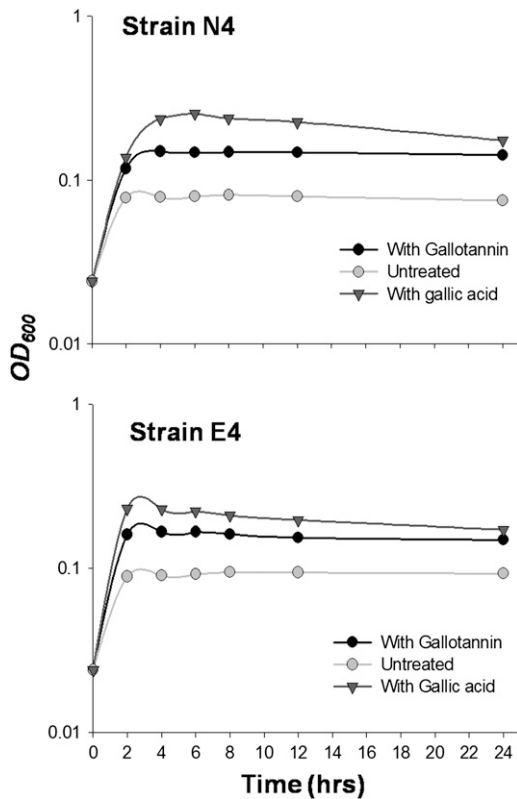 1
Strain N4
0.1
With Gallotannin
Untreated
With gallic acid
0.01
OD600
1
Strain E4
0.1
With Gallotannin
Untreated
With Gallic acid
0.01
0 2 4 6 8 10 12 14 16 18 20 22 24
Time (hrs)